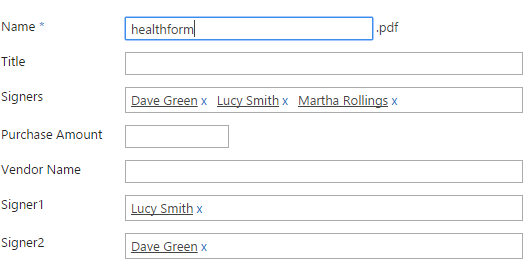 Name * healthform .pdf
Title
Signers Dave Green x Lucy Smith x Martha Rollings x
Purchase Amount
Vendor Name
Signer1 Lucy Smith x
Signer2 Dave Green x